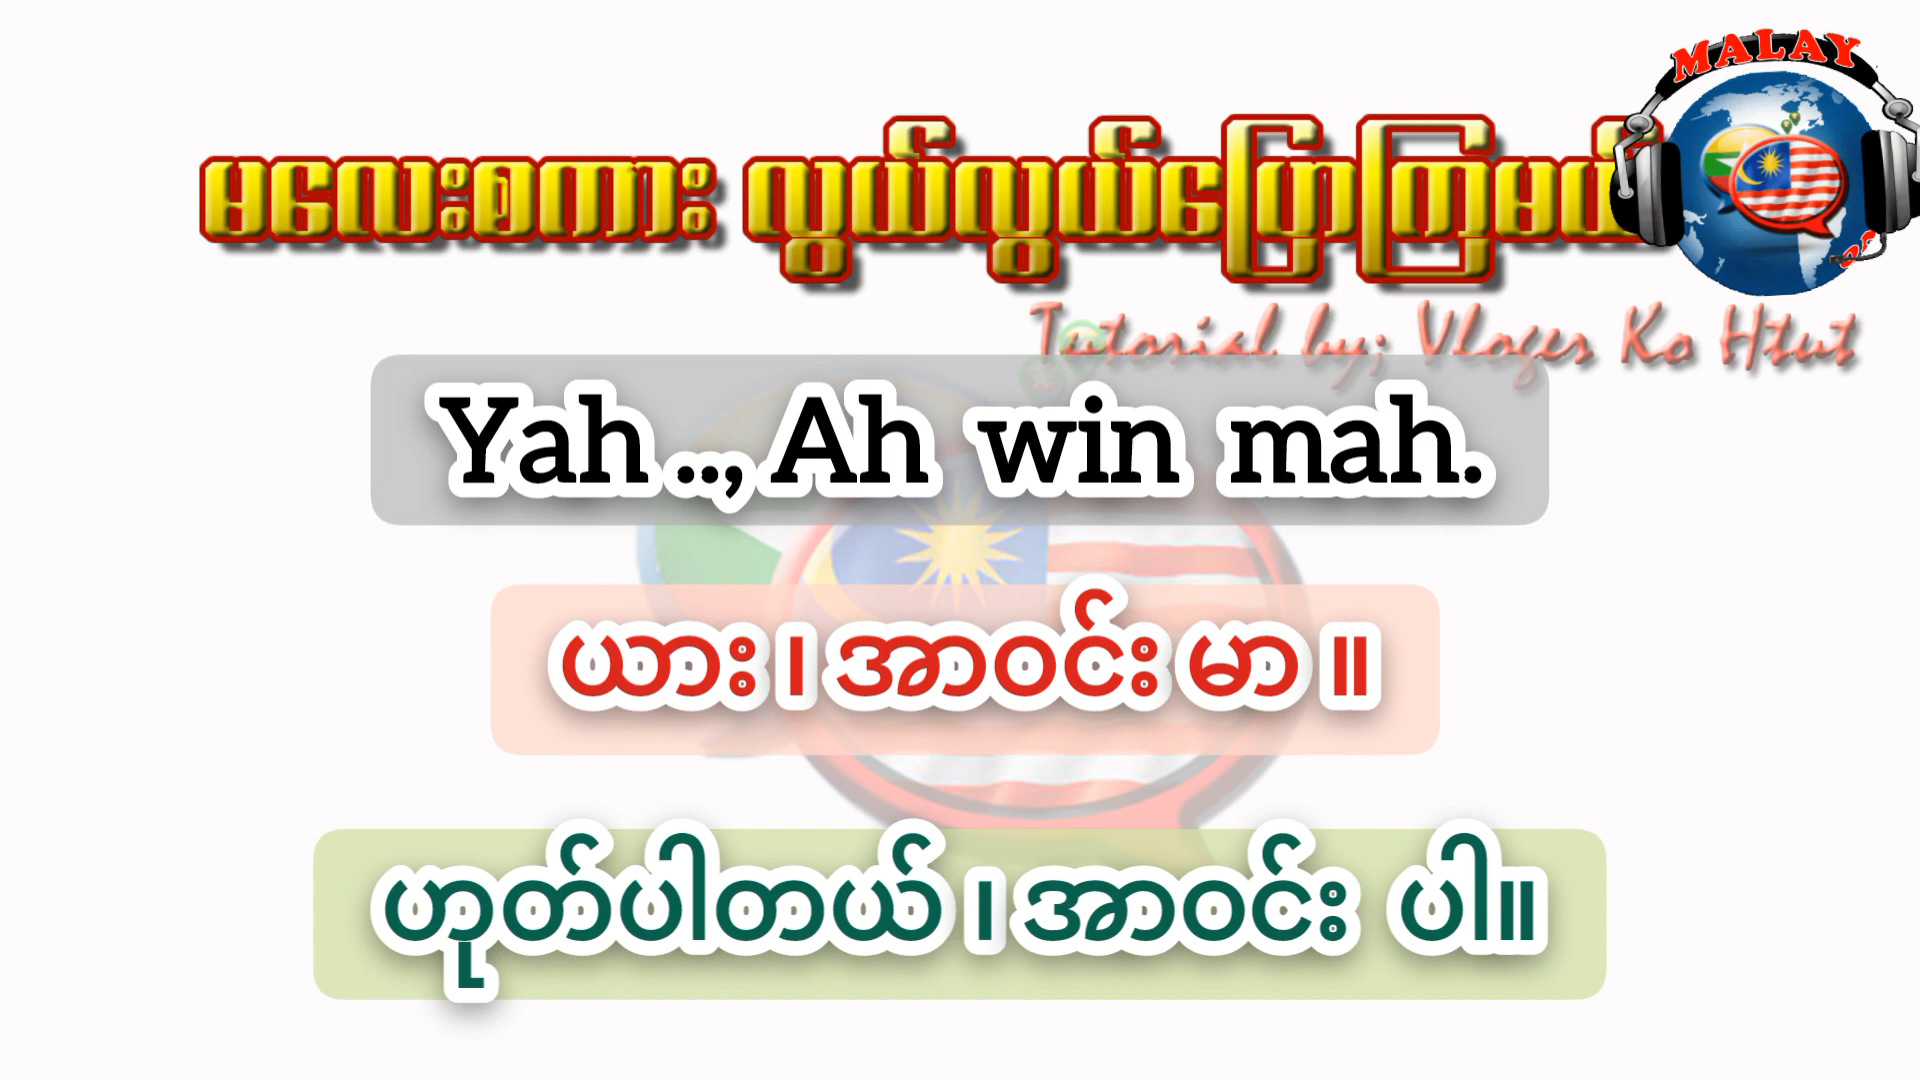 မလေးစကား လွယ်လွယ်ပြောကြမယ်
MALAY
Tutorial by; Vloger Ko Htut
Yah .., Ah win mah.
ယား ၊ အာဝင်း မာ ။
ဟုတ်ပါတယ် ၊ အာဝင်း ပါ။